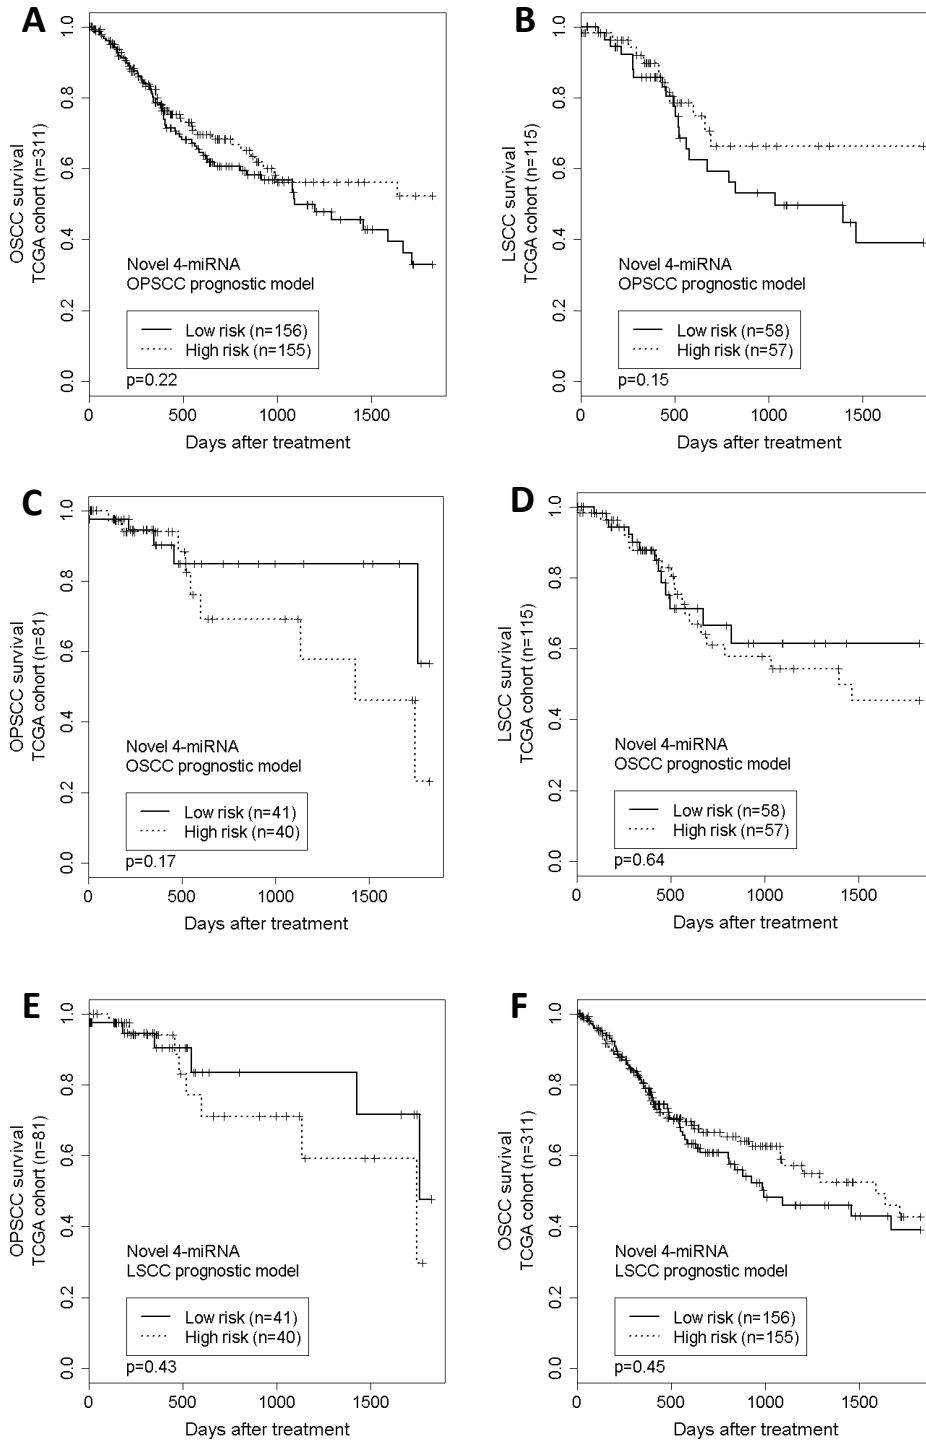 A
OSCC survival
TCGA cohort (n=311)
1.0
0.8
0.6
0.4
0.2
0.0
Novel 4-miRNA
OPSCC prognostic model
Low risk (n=156)
High risk (n=155)
p=0.22
0 500 1000 1500
Days after treatment
B
LSCC survival
TCGA cohort (n=115)
1.0
0.8
0.6
0.4
0.2
0.0
Novel 4-miRNA
OPSCC prognostic model
Low risk (n=58)
High risk (n=57)
p=0.15
0 500 1000 1500
Days after treatment
C
OPSCC survival
TCGA cohort (n=81)
1.0
0.8
0.6
0.4
0.2
0.0
Novel 4-miRNA
OSCC prognostic model
Low risk (n=41)
High risk (n=40)
p=0.17
0 500 1000 1500
Days after treatment
D
LSCC survival
TCGA cohort (n=115)
1.0
0.8
0.6
0.4
0.2
0.0
Novel 4-miRNA
OSCC prognostic model
Low risk (n=58)
High risk (n=57)
p=0.64
0 500 1000 1500
Days after treatment
E
OPSCC survival
TCGA cohort (n=81)
1.0
0.8
0.6
0.4
0.2
0.0
Novel 4-miRNA
LSCC prognostic model
Low risk (n=41)
High risk (n=40)
p=0.43
0 500 1000 1500
Days after treatment
F
OSCC survival
TCGA cohort (n=311)
1.0
0.8
0.6
0.4
0.2
0.0
Novel 4-miRNA
LSCC prognostic model
Low risk (n=156)
High risk (n=155)
p=0.45
0 500 1000 1500
Days after treatment